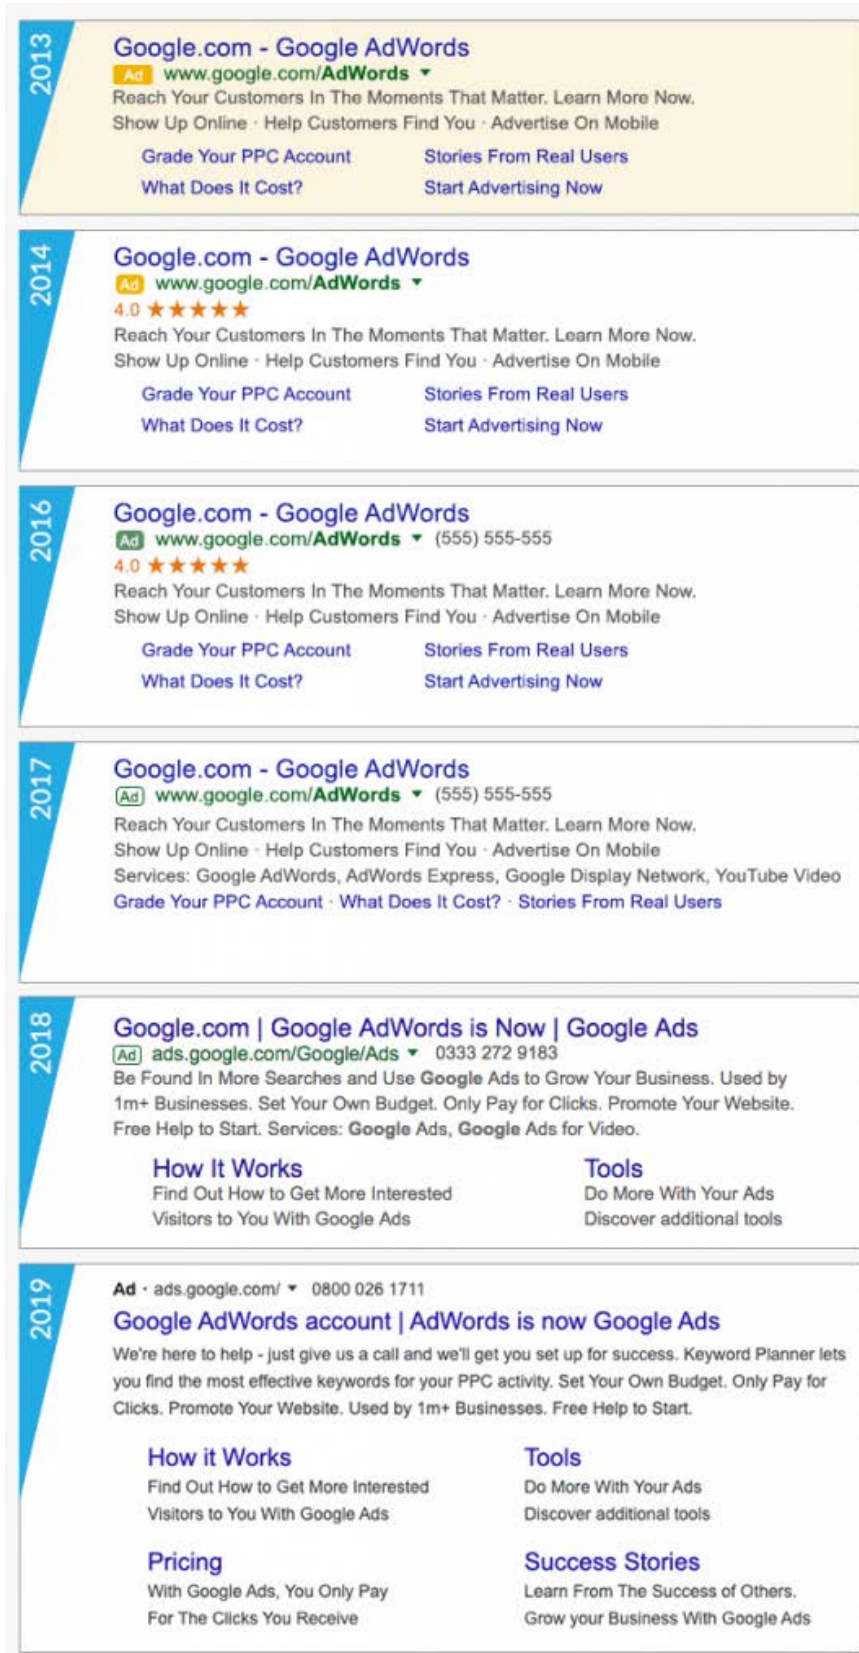 2013
Google.com - Google AdWords
Ad www.google.com/AdWords
Reach Your Customers In The Moments That Matter. Learn More Now.
Show Up Online · Help Customers Find You · Advertise On Mobile
Grade Your PPC Account Stories From Real Users
What Does It Cost? Start Advertising Now
2014
Google.com - Google AdWords
Ad www.google.com/AdWords
4.0 ★★★★★
Reach Your Customers In The Moments That Matter. Learn More Now.
Show Up Online · Help Customers Find You · Advertise On Mobile
Grade Your PPC Account Stories From Real Users
What Does It Cost? Start Advertising Now
2016
Google.com - Google AdWords
Ad www.google.com/AdWords (555) 555-555
4.0 ★★★★★
Reach Your Customers In The Moments That Matter. Learn More Now.
Show Up Online · Help Customers Find You · Advertise On Mobile
Grade Your PPC Account Stories From Real Users
What Does It Cost? Start Advertising Now
2017
Google.com - Google AdWords
Ad www.google.com/AdWords (555) 555-555
Reach Your Customers In The Moments That Matter. Learn More Now.
Show Up Online · Help Customers Find You · Advertise On Mobile
Services: Google AdWords, AdWords Express, Google Display Network, YouTube Video
Grade Your PPC Account · What Does It Cost? · Stories From Real Users
2018
Google.com | Google AdWords is Now | Google Ads
Ad ads.google.com/Google/Ads 0333 272 9183
Be Found In More Searches and Use Google Ads to Grow Your Business. Used by
1m+ Businesses. Set Your Own Budget. Only Pay for Clicks. Promote Your Website.
Free Help to Start. Services: Google Ads, Google Ads for Video.
How It Works Tools
Find Out How to Get More Interested Do More With Your Ads
Visitors to You With Google Ads Discover additional tools
2019
Ad · ads.google.com/ 0800 026 1711
Google AdWords account | AdWords is now Google Ads
We're here to help - just give us a call and we'll get you set up for success. Keyword Planner lets
you find the most effective keywords for your PPC activity. Set Your Own Budget. Only Pay for
Clicks. Promote Your Website. Used by 1m+ Businesses. Free Help to Start.
How it Works Tools
Find Out How to Get More Interested Do More With Your Ads
Visitors to You With Google Ads Discover additional tools
Pricing Success Stories
With Google Ads, You Only Pay Learn From The Success of Others.
For The Clicks You Receive Grow your Business With Google Ads